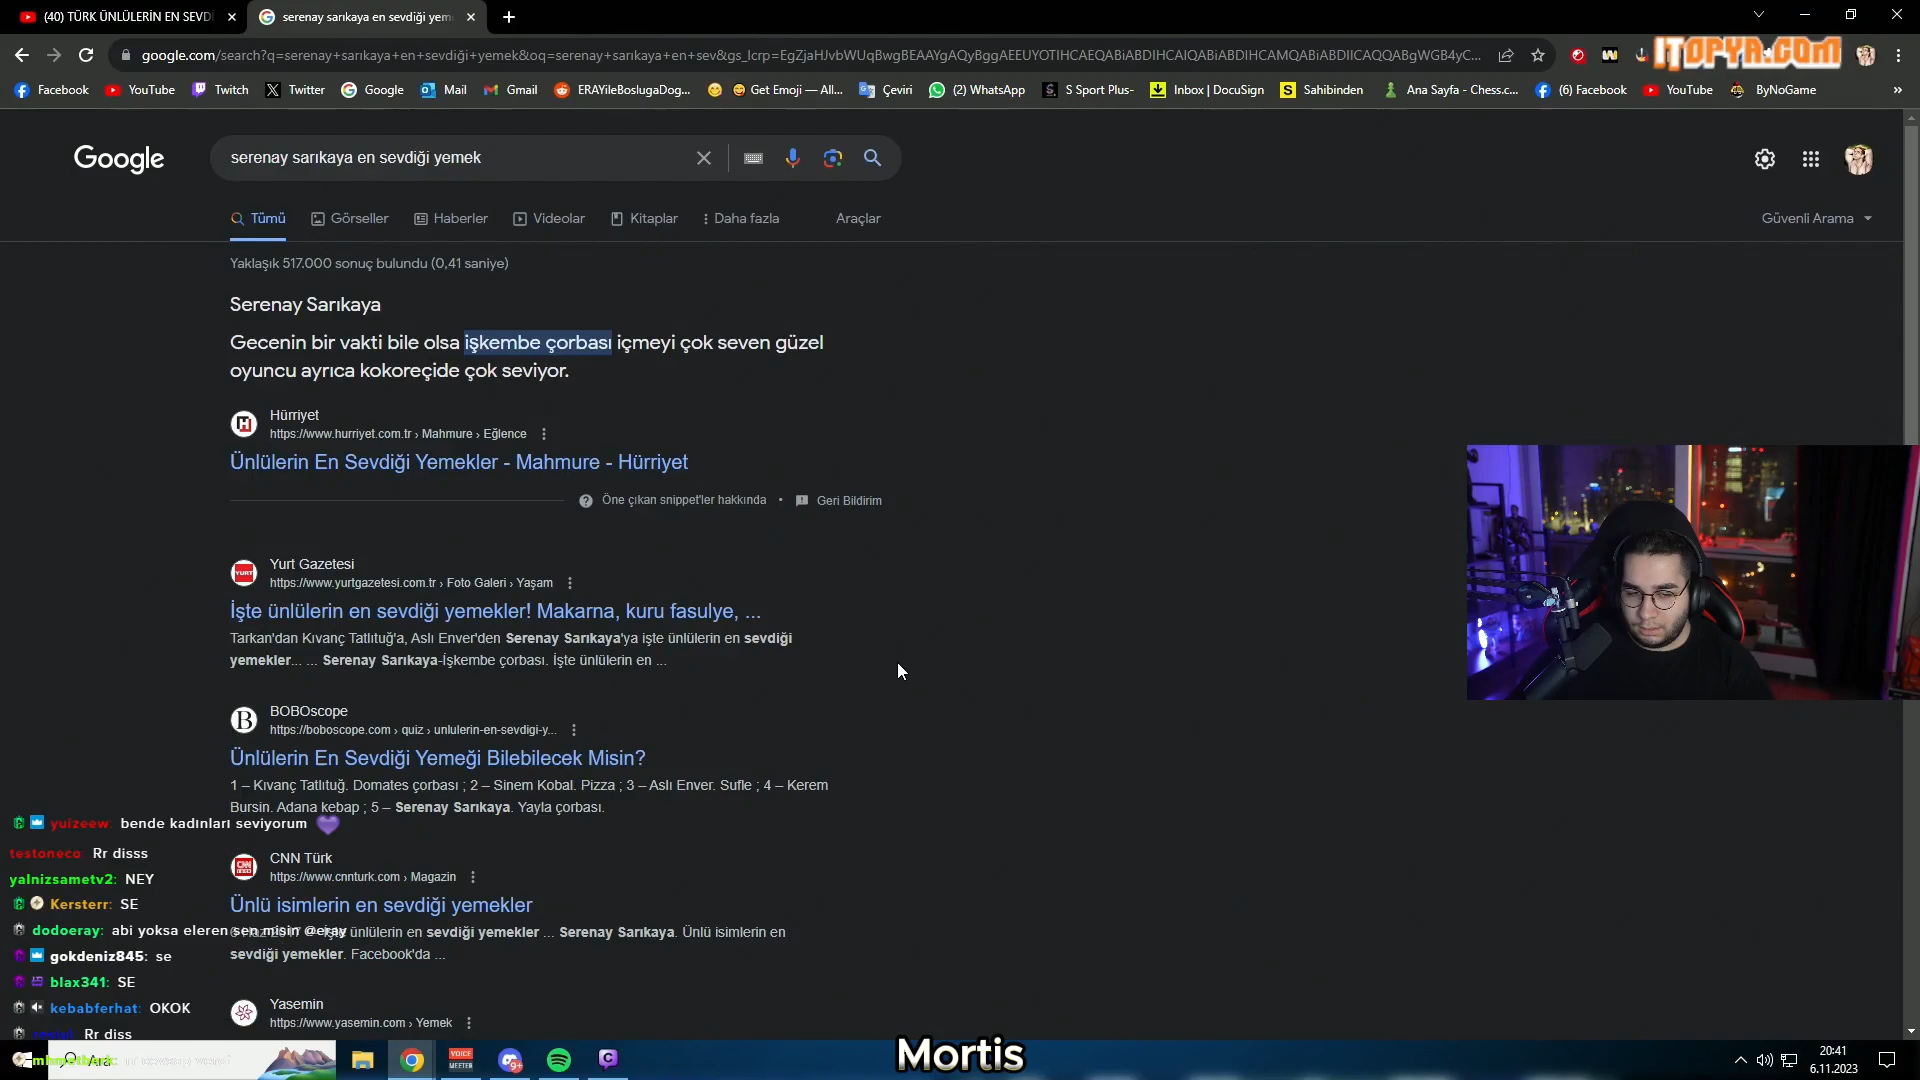 (40) TÜRK ÜNLÜLERİN EN SEVDİ
serenay sarıkaya en sevdiği yem
google.com/search?q=serenay+sarıkaya+en+sevdiği+yemek&oq=serenay+sarıkaya+en+sev&gs_lcrp=EgZjaHJvbWUqBwgBEAAYgAQyBggAEEUYOTIHCAEQABiABDIHCAIQABiABDIHCAMQABiABDIICAQQABgWGB4yC...
iTOPYA.COM
Facebook
YouTube
Twitch
Twitter
Google
Mail
Gmail
ERAYileBoslugaDog...
Get Emoji — All...
Çeviri
(2) WhatsApp
S Sport Plus-
Inbox | DocuSign
Sahibinden
Ana Sayfa - Chess.c...
(6) Facebook
YouTube
ByNoGame
Google
serenay sarıkaya en sevdiği yemek
Tümü
Görseller
Haberler
Videolar
Kitaplar
Daha fazla
Araçlar
Güvenli Arama
Yaklaşık 517.000 sonuç bulundu (0,41 saniye)
Serenay Sarıkaya
Gecenin bir vakti bile olsa işkembe çorbası içmeyi çok seven güzel
oyuncu ayrıca kokoreçide çok seviyor.
Hürriyet
https://www.hurriyet.com.tr › Mahmure › Eğlence
Ünlülerin En Sevdiği Yemekler - Mahmure - Hürriyet
Öne çıkan snippet'ler hakkında • Geri Bildirim
Yurt Gazetesi
https://www.yurtgazetesi.com.tr › Foto Galeri › Yaşam
İşte ünlülerin en sevdiği yemekler! Makarna, kuru fasulye, ...
Tarkan'dan Kıvanç Tatlıtuğ'a, Aslı Enver'den Serenay Sarıkaya'ya işte ünlülerin en sevdiği
yemekler... ... Serenay Sarıkaya-İşkembe çorbası. İşte ünlülerin en ...
BOBOscope
https://boboscope.com › quiz › unlulerin-en-sevdigi-y...
Ünlülerin En Sevdiği Yemeği Bilebilecek Misin?
1 – Kıvanç Tatlıtuğ. Domates çorbası ; 2 – Sinem Kobal. Pizza ; 3 – Aslı Enver. Sufle ; 4 – Kerem
Bursin. Adana kebap ; 5 – Serenay Sarıkaya. Yayla çorbası.
yuizeew: bende kadınları seviyorum
testoneco: Rr disss
CNN Türk
https://www.cnnturk.com › Magazin
yalnizsametv2: NEY
Kersterr: SE
Ünlü isimlerin en sevdiği yemekler
dodoeray: abi yoksa eleren sen misin @eray
ünlülerin en sevdiği yemekler ... Serenay Sarıkaya. Ünlü isimlerin en
sevdiği yemekler. Facebook'da ...
gokdeniz845: se
blax341: SE
Yasemin
https://www.yasemin.com › Yemek
kebabferhat: OKOK
Rr diss
Ara
VOICE
MEETER
9+
Mortis
20:41
6.11.2023